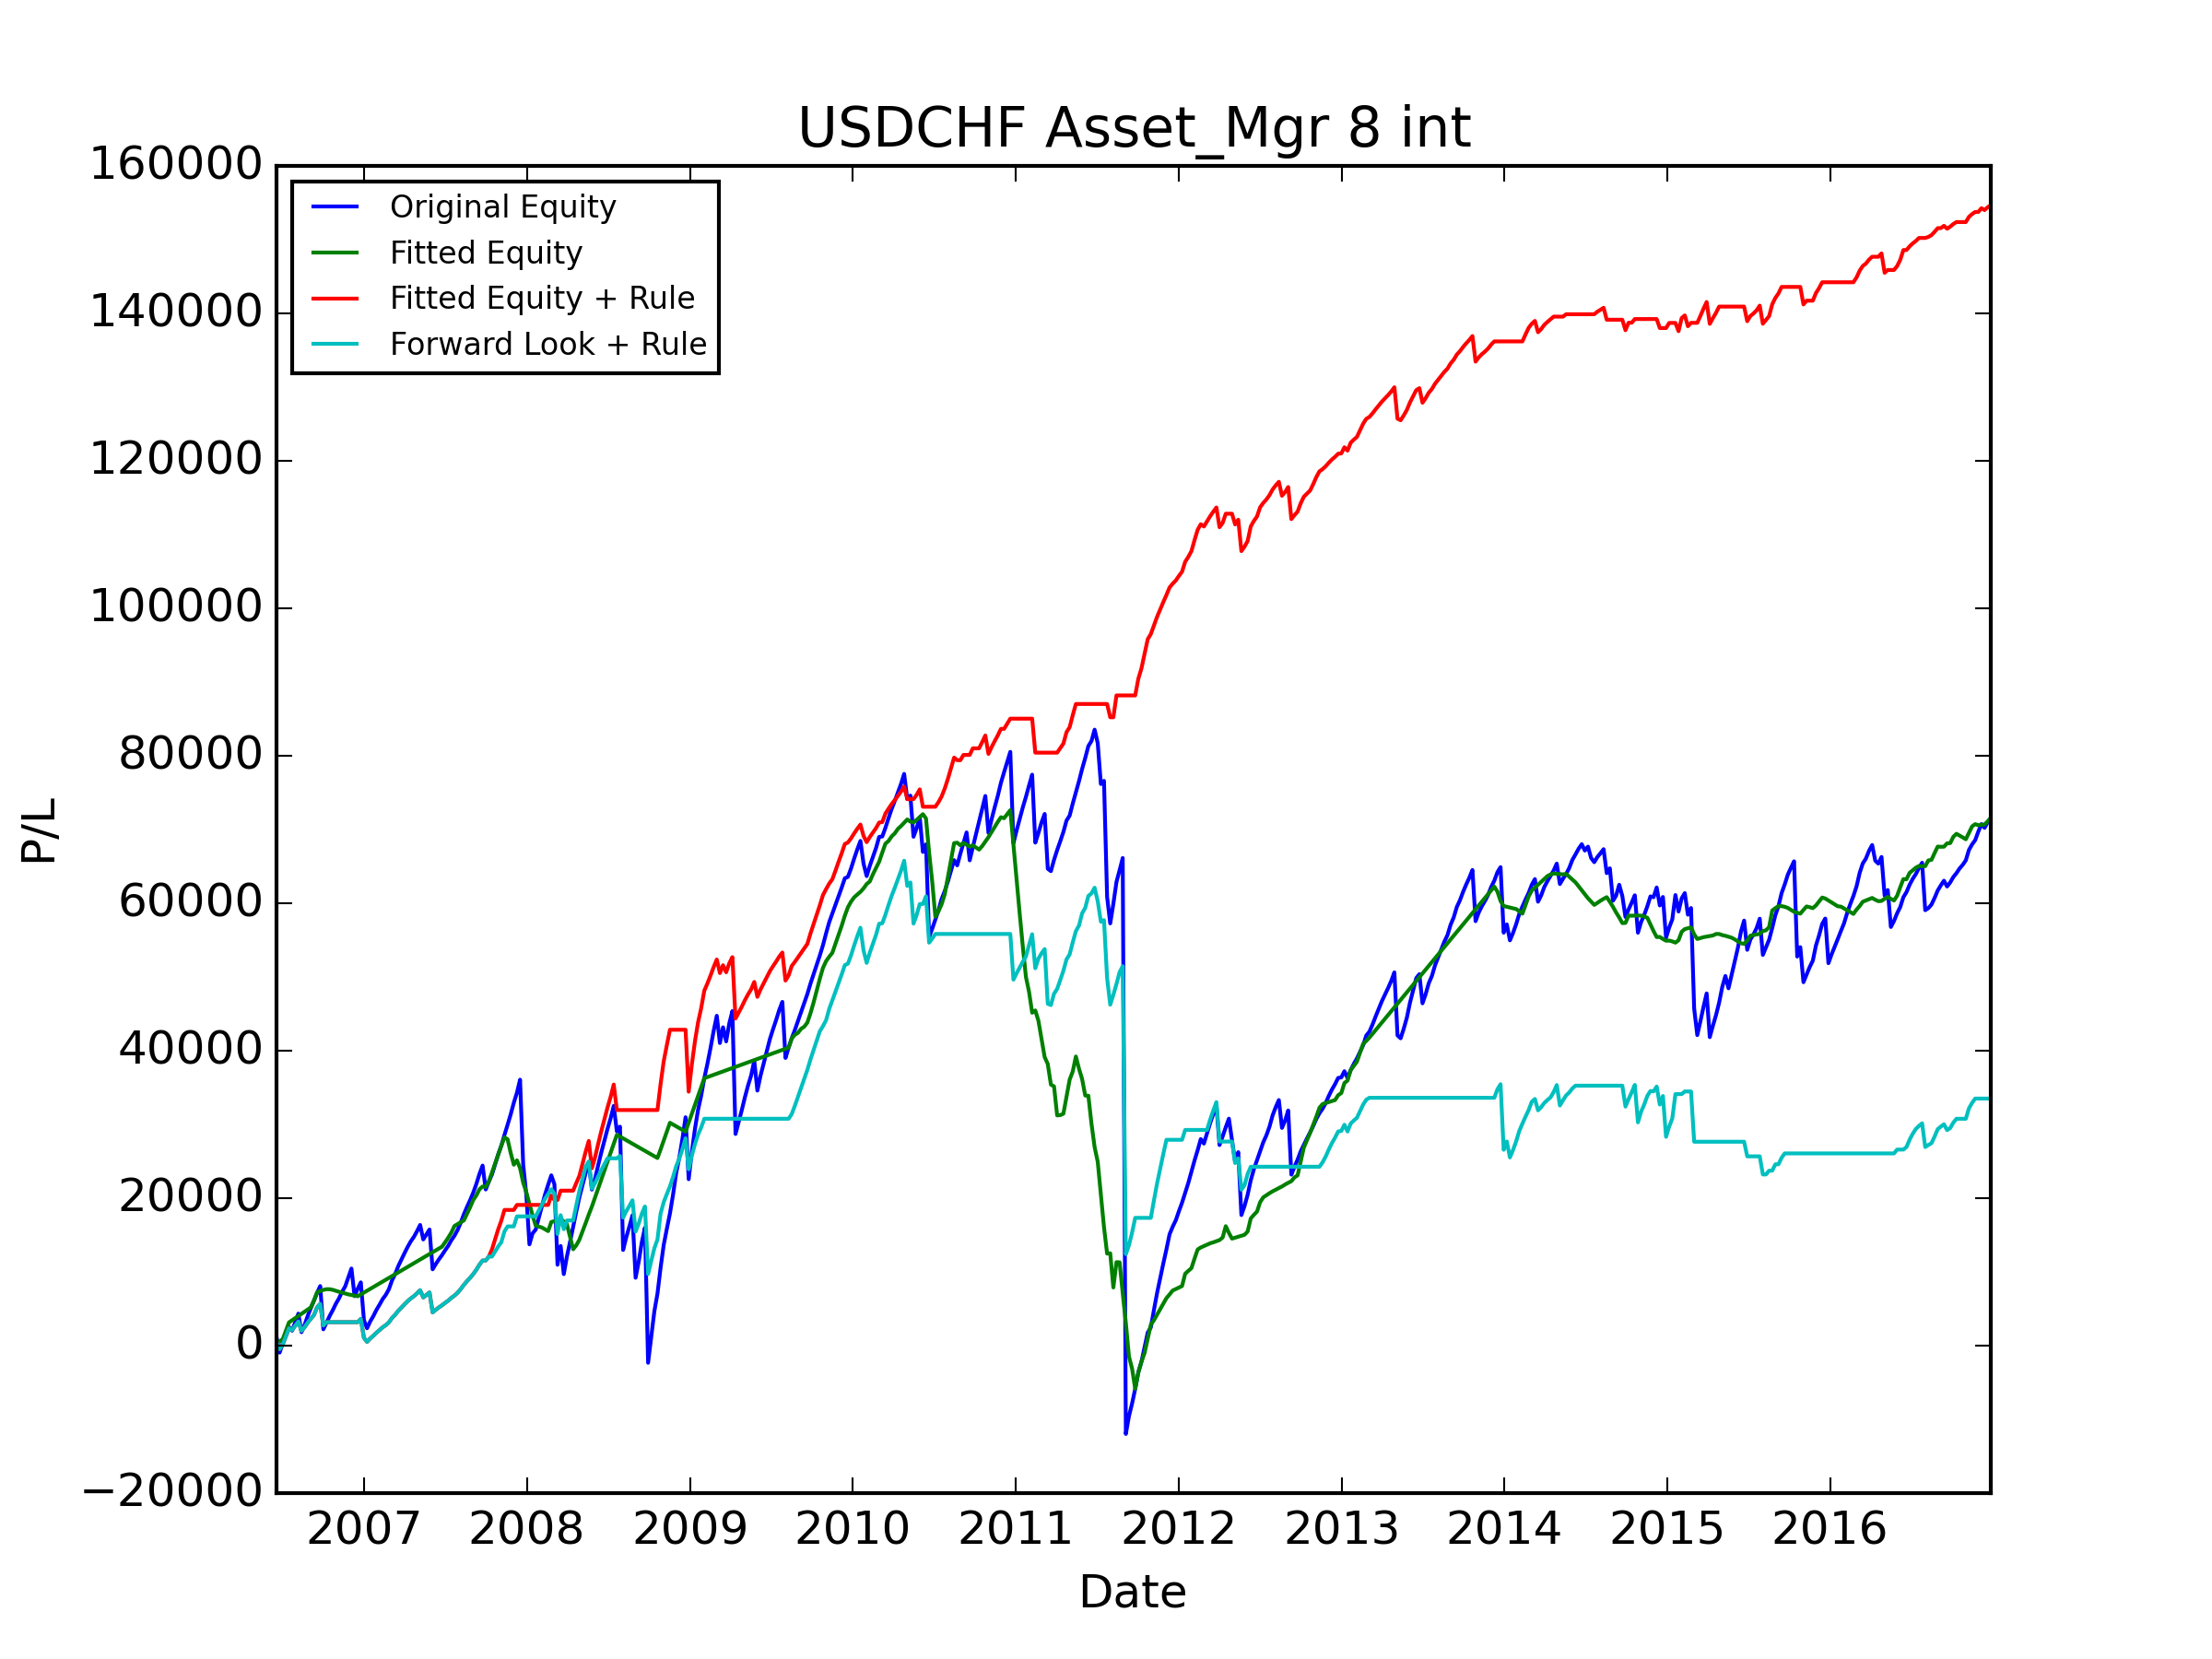 USDCHF Asset_Mgr 8 int
160000
140000
120000
100000
80000
60000
40000
20000
0
−20000
P/L
Original Equity
Fitted Equity
Fitted Equity + Rule
Forward Look + Rule
2007 2008 2009 2010 2011 2012 2013 2014 2015 2016
Date